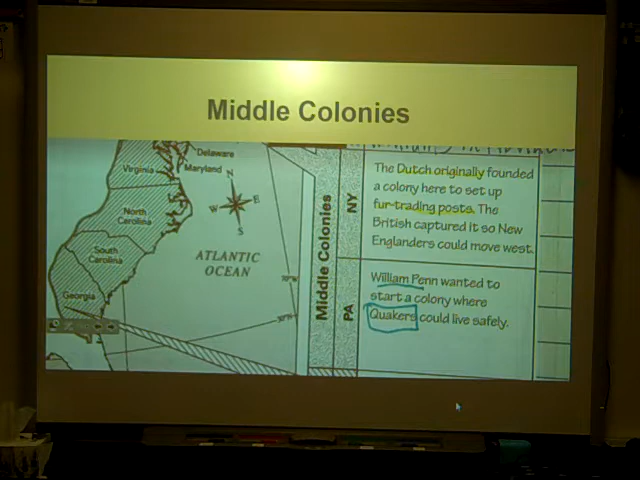 Middle Colonies
Delaware
Maryland
Virginia
North
Carolina
South
Carolina
Georgia
N
W
E
S
ATLANTIC
OCEAN
Middle Colonies
NY
The Dutch originally founded
a colony here to set up
fur-trading posts. The
British captured it so New
Englanders could move west.
PA
William Penn wanted to
start a colony where
Quakers could live safely.